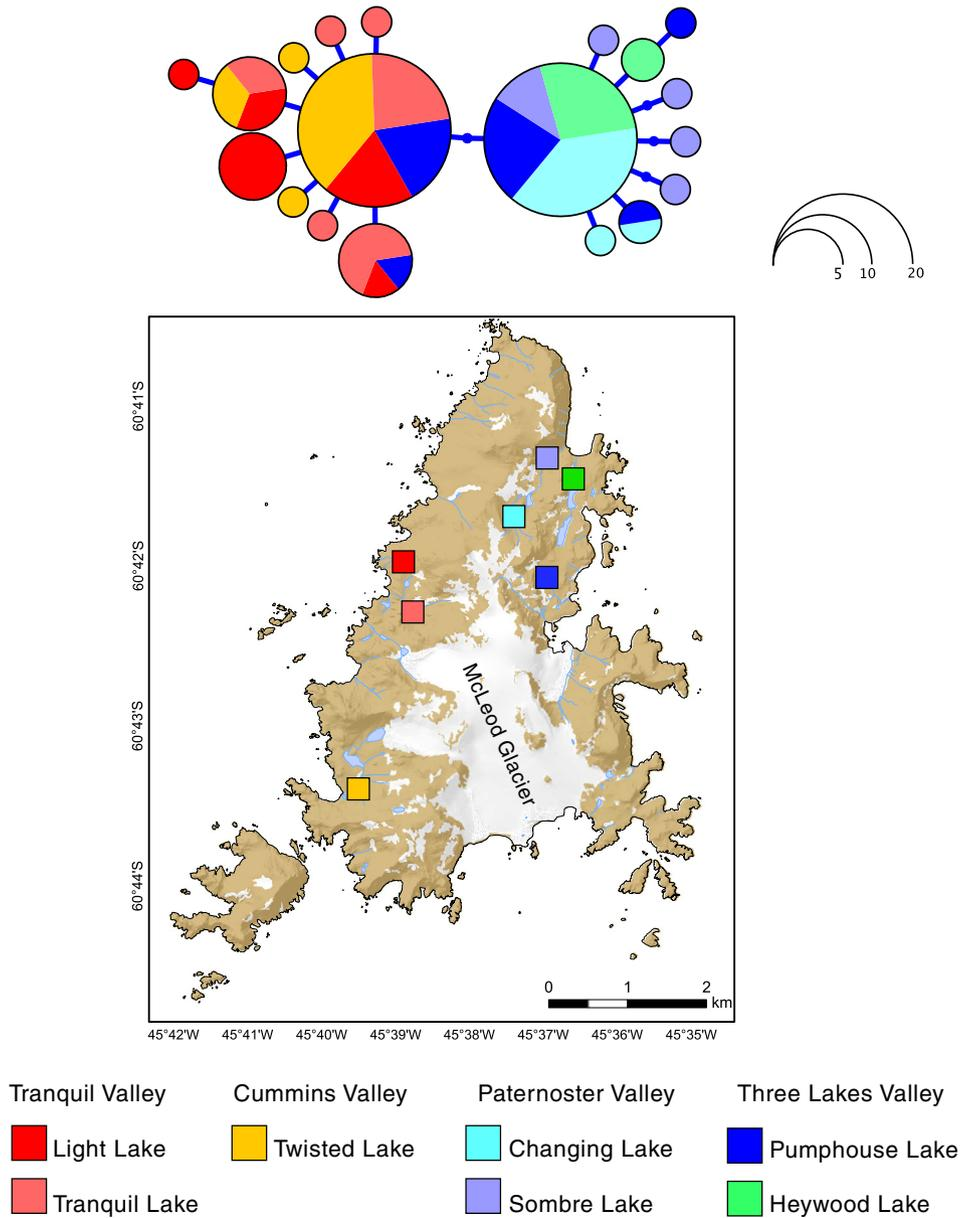 5 10 20
60°41'S
60°42'S
60°43'S
60°44'S
McLeod Glacier
0 1 2
km
45°42'W 45°41'W 45°40'W 45°39'W 45°38'W 45°37'W 45°36'W 45°35'W
Tranquil Valley Cummins Valley Paternoster Valley Three Lakes Valley
Light Lake Twisted Lake Changing Lake Pumphouse Lake
Tranquil Lake Sombre Lake Heywood Lake